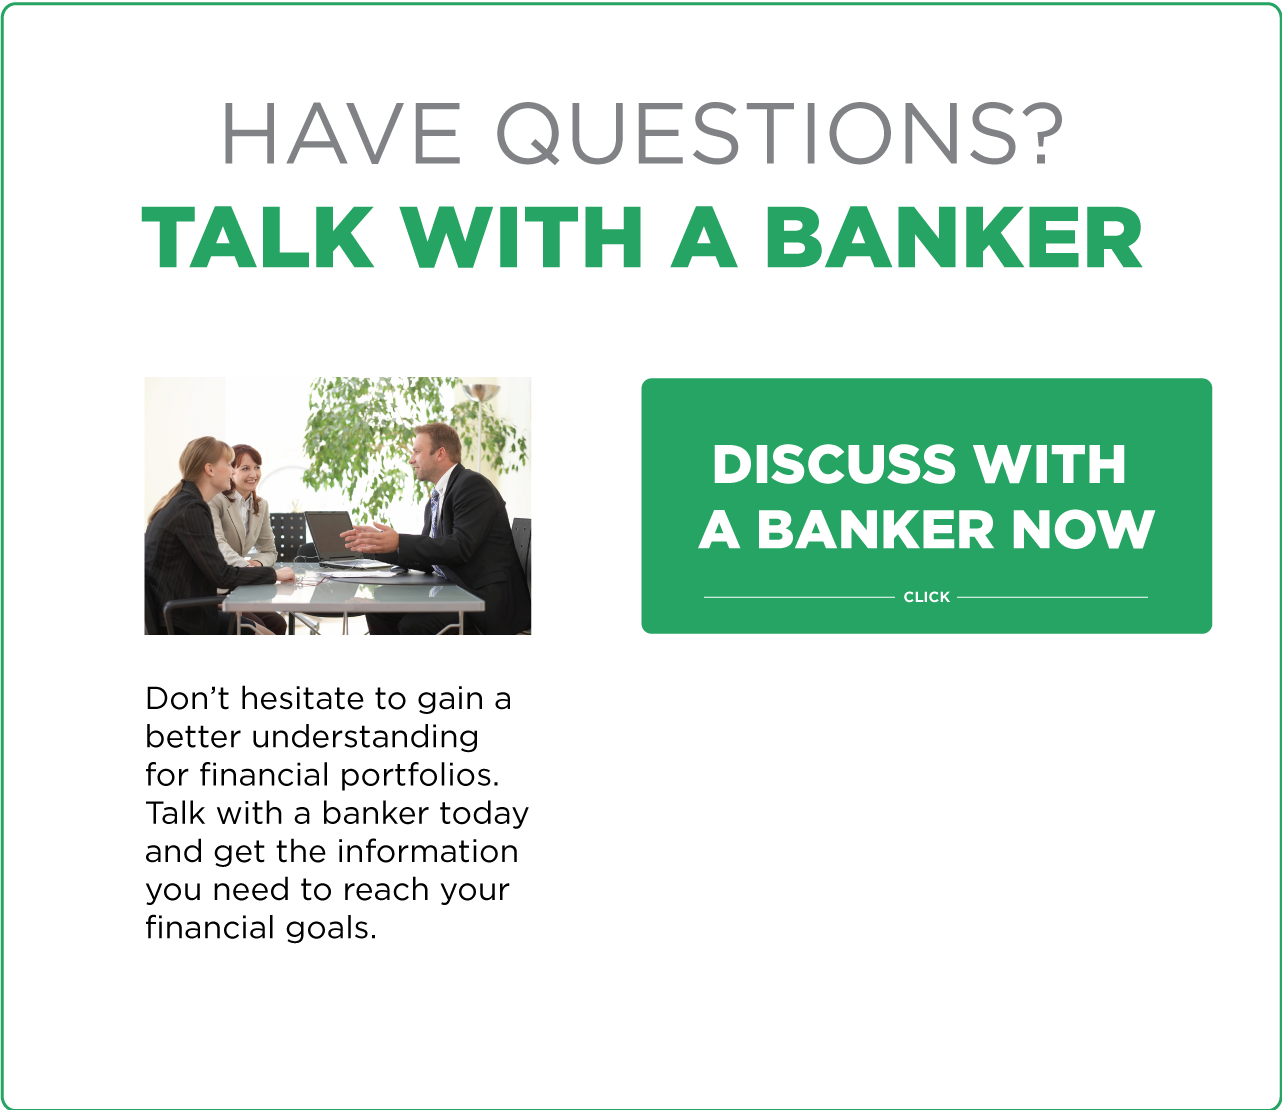 HAVE QUESTIONS?
TALK WITH A BANKER
DISCUSS WITH
A BANKER NOW
CLICK
Don’t hesitate to gain a
better understanding
for financial portfolios.
Talk with a banker today
and get the information
you need to reach your
financial goals.